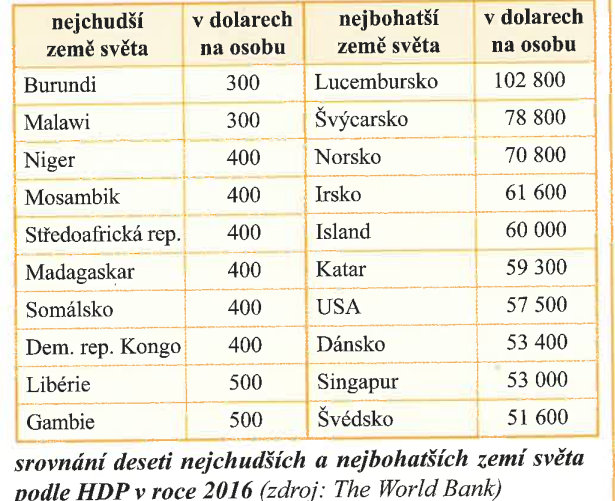 nejchudší země světa | v dolarech na osobu | nejbohatší země světa | v dolarech na osobu
Burundi | 300 | Lucembursko | 102 800
Malawi | 300 | Švýcarsko | 78 800
Niger | 400 | Norsko | 70 800
Mosambik | 400 | Irsko | 61 600
Středoafrická rep. | 400 | Island | 60 000
Madagaskar | 400 | Katar | 59 300
Somálsko | 400 | USA | 57 500
Dem. rep. Kongo | 400 | Dánsko | 53 400
Libérie | 500 | Singapur | 53 000
Gambie | 500 | Švédsko | 51 600
srovnání deseti nejchudších a nejbohatších zemí světa
podle HDP v roce 2016 (zdroj: The World Bank)